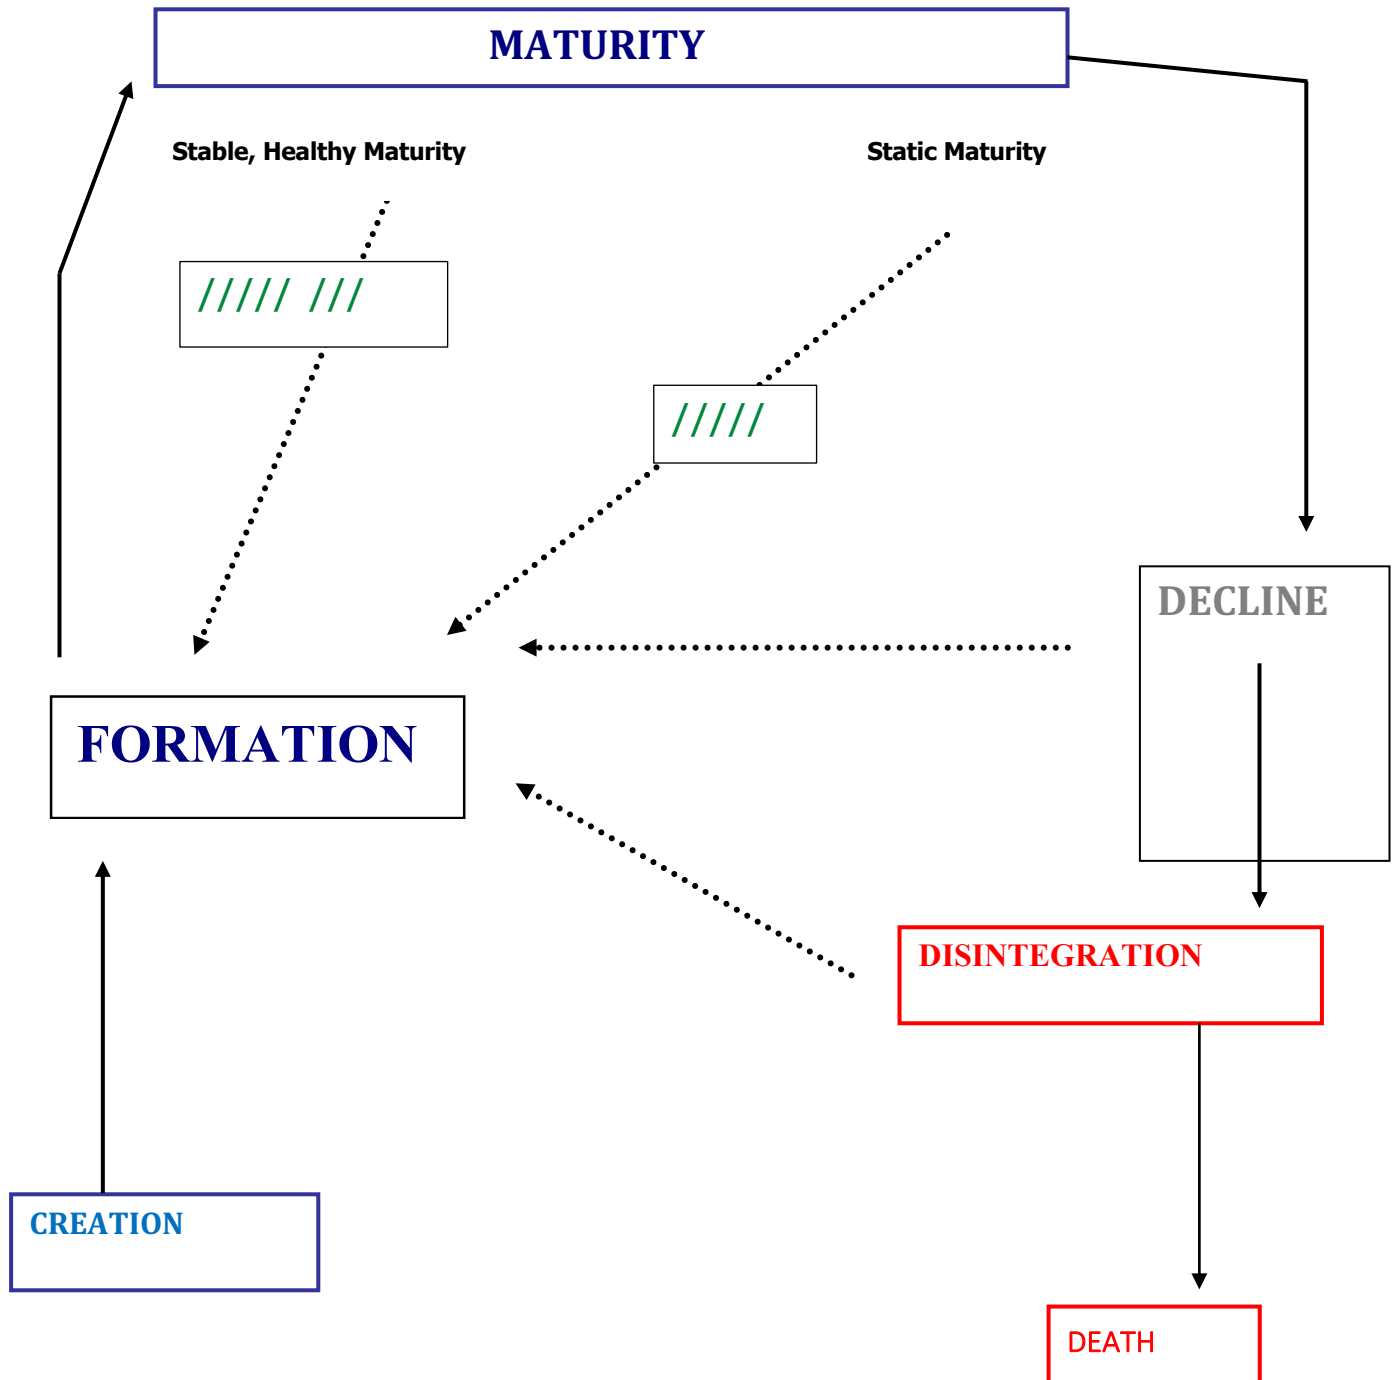 MATURITY
Stable, Healthy Maturity
Static Maturity
///// ///
/////
DECLINE
FORMATION
DISINTEGRATION
CREATION
DEATH